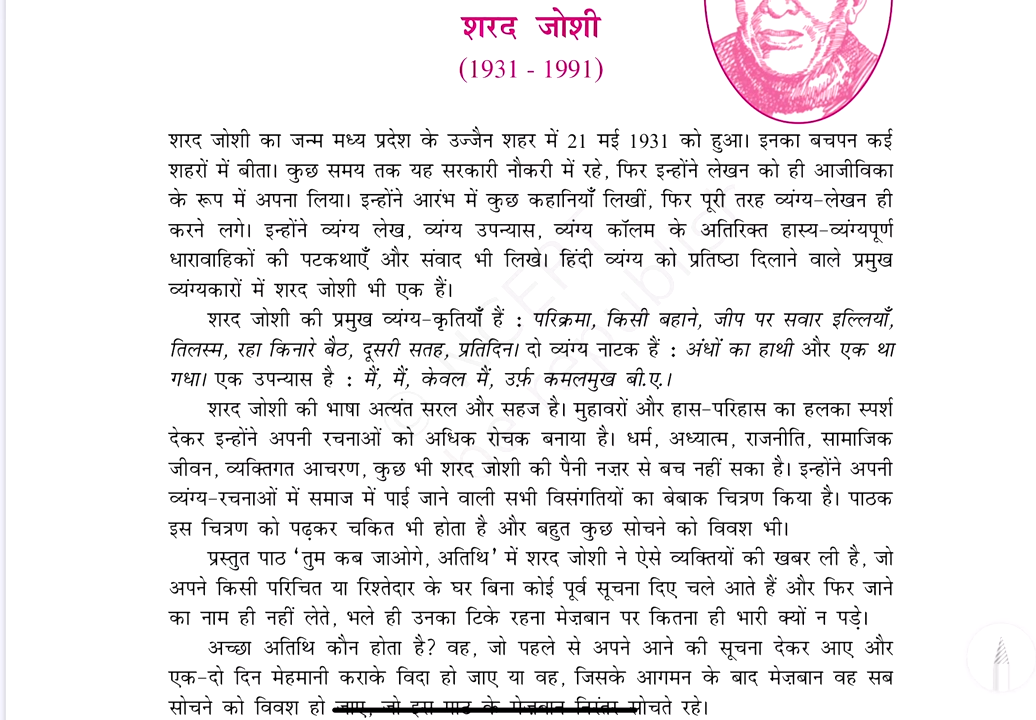 शरद जोशी
(1931 - 1991)
शरद जोशी का जन्म मध्य प्रदेश के उज्जैन शहर में 21 मई 1931 को हुआ। इनका बचपन कई
शहरों में बीता। कुछ समय तक यह सरकारी नौकरी में रहे, फिर इन्होंने लेखन को ही आजीविका
के रूप में अपना लिया। इन्होंने आरंभ में कुछ कहानियाँ लिखीं, फिर पूरी तरह व्यंग्य-लेखन ही
करने लगे। इन्होंने व्यंग्य लेख, व्यंग्य उपन्यास, व्यंग्य कॉलम के अतिरिक्त हास्य-व्यंग्यपूर्ण
धारावाहिकों की पटकथाएँ और संवाद भी लिखे। हिंदी व्यंग्य को प्रतिष्ठा दिलाने वाले प्रमुख
व्यंग्यकारों में शरद जोशी भी एक हैं।
शरद जोशी की प्रमुख व्यंग्य-कृतियाँ हैं : परिक्रमा, किसी बहाने, जीप पर सवार इल्लियाँ,
तिलस्म, रहा किनारे बैठ, दूसरी सतह, प्रतिदिन। दो व्यंग्य नाटक हैं : अंधों का हाथी और एक था
गधा। एक उपन्यास है : मैं, मैं, केवल मैं, उर्फ़ कमलमुख बी.ए.।
शरद जोशी की भाषा अत्यंत सरल और सहज है। मुहावरों और हास-परिहास का हलका स्पर्श
देकर इन्होंने अपनी रचनाओं को अधिक रोचक बनाया है। धर्म, अध्यात्म, राजनीति, सामाजिक
जीवन, व्यक्तिगत आचरण, कुछ भी शरद जोशी की पैनी नज़र से बच नहीं सका है। इन्होंने अपनी
व्यंग्य-रचनाओं में समाज में पाई जाने वाली सभी विसंगतियों का बेबाक चित्रण किया है। पाठक
इस चित्रण को पढ़कर चकित भी होता है और बहुत कुछ सोचने को विवश भी।
प्रस्तुत पाठ ‘तुम कब जाओगे, अतिथि’ में शरद जोशी ने ऐसे व्यक्तियों की खबर ली है, जो
अपने किसी परिचित या रिश्तेदार के घर बिना कोई पूर्व सूचना दिए चले आते हैं और फिर जाने
का नाम ही नहीं लेते, भले ही उनका टिके रहना मेज़बान पर कितना ही भारी क्यों न पड़े।
अच्छा अतिथि कौन होता है? वह, जो पहले से अपने आने की सूचना देकर आए और
एक-दो दिन मेहमानी कराके विदा हो जाए या वह, जिसके आगमन के बाद मेज़बान वह सब
सोचने को विवश हो जाए, जो इस पाठ के मेज़बान निरंतर सोचते रहे।